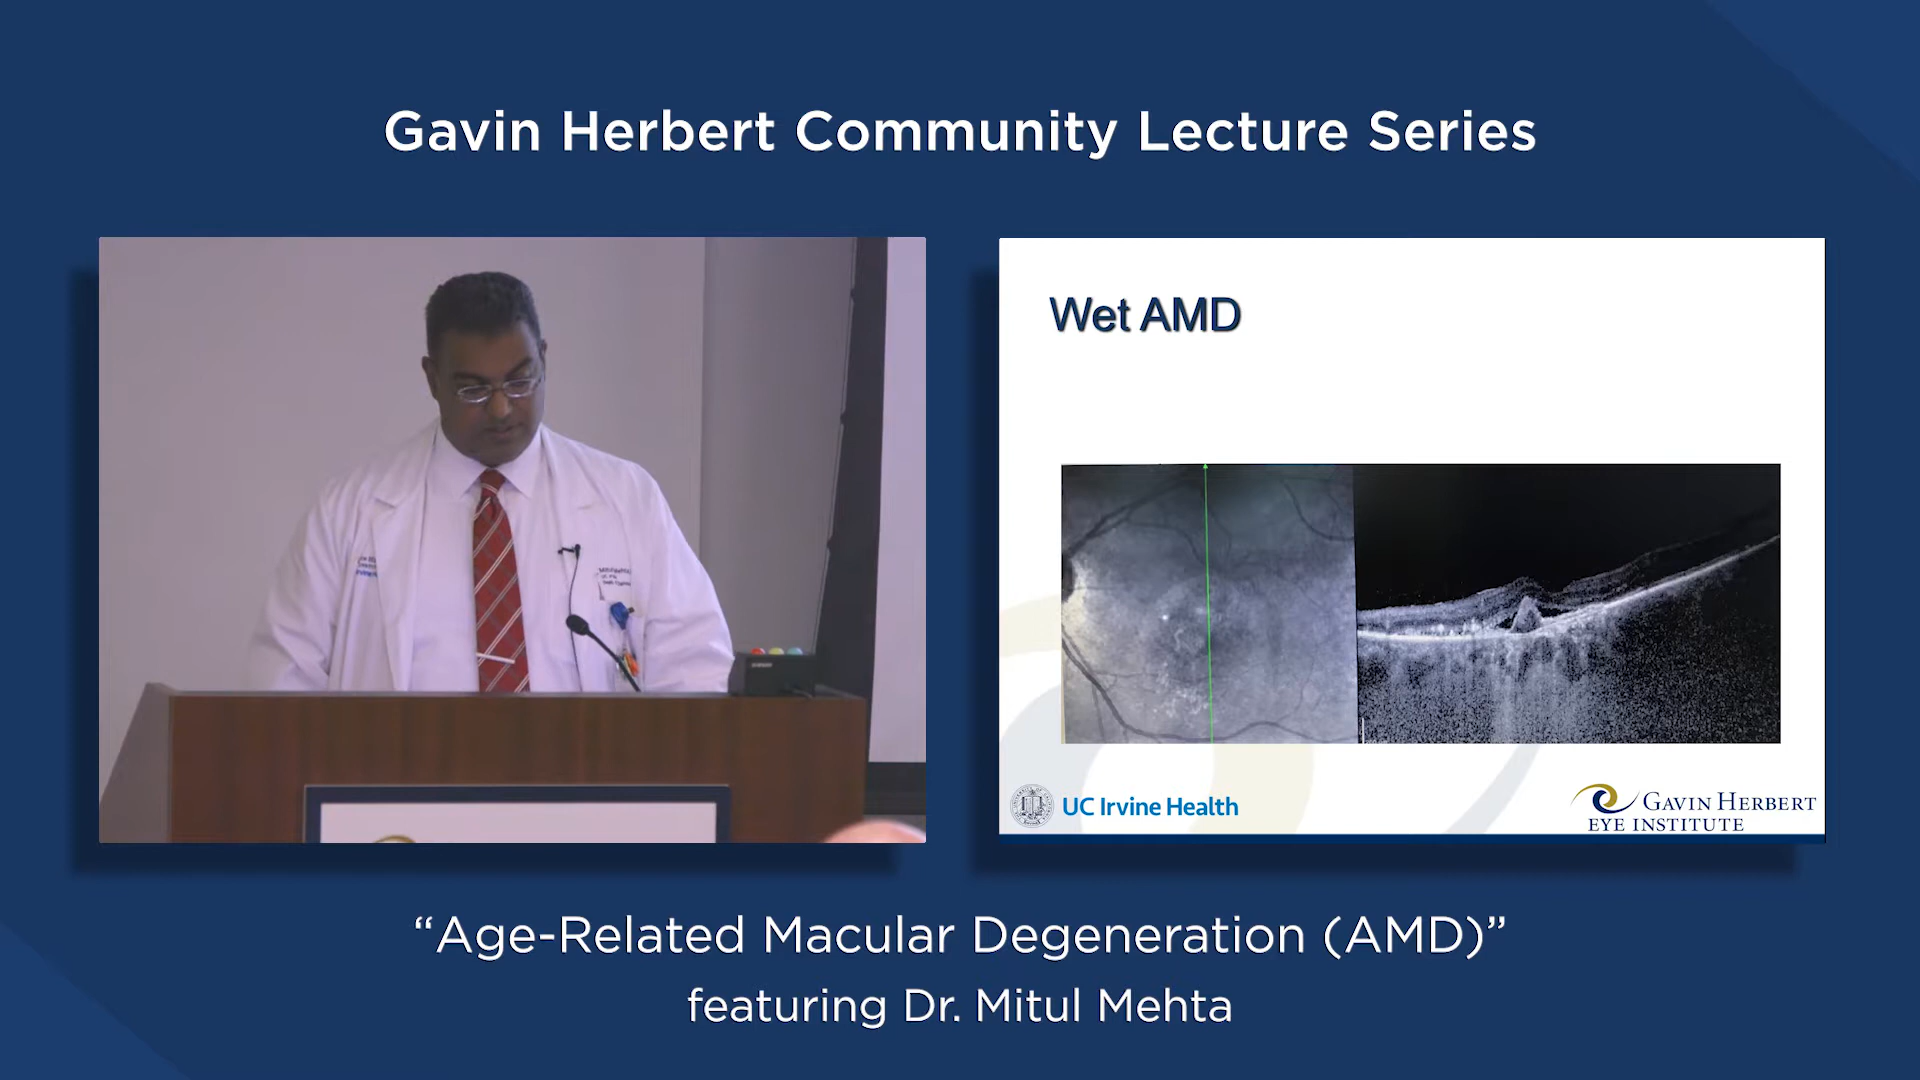 Gavin Herbert Community Lecture Series
Wet AMD
UC Irvine Health
GAVIN HERBERT
EYE INSTITUTE
“Age-Related Macular Degeneration (AMD)”
featuring Dr. Mitul Mehta